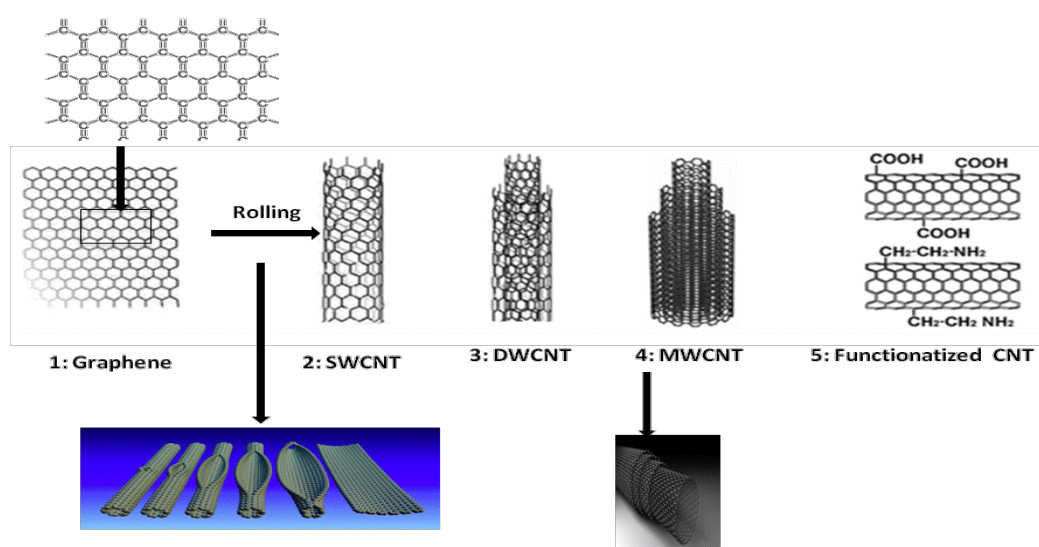 COOH
COOH
Rolling
COOH
CH₂-CH₂-NH₂
CH₂-CH₂ NH₂
1: Graphene
2: SWCNT
3: DWCNT
4: MWCNT
5: Functionatized CNT